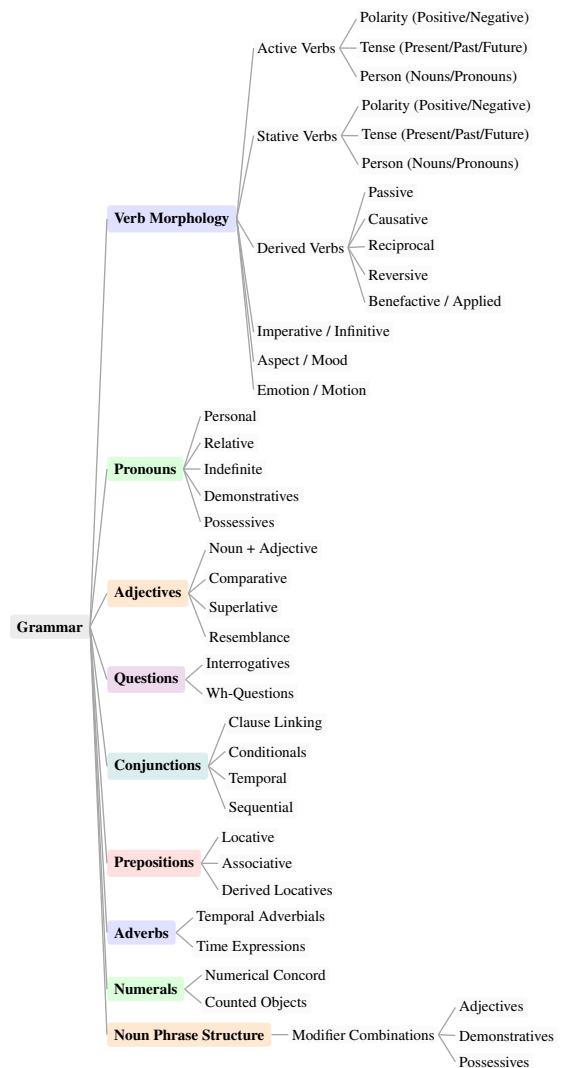 Grammar
Verb Morphology
Active Verbs
Polarity (Positive/Negative)
Tense (Present/Past/Future)
Person (Nouns/Pronouns)
Stative Verbs
Polarity (Positive/Negative)
Tense (Present/Past/Future)
Person (Nouns/Pronouns)
Derived Verbs
Passive
Causative
Reciprocal
Reversive
Benefactive / Applied
Imperative / Infinitive
Aspect / Mood
Emotion / Motion
Pronouns
Personal
Relative
Indefinite
Demonstratives
Possessives
Adjectives
Noun + Adjective
Comparative
Superlative
Resemblance
Questions
Interrogatives
Wh-Questions
Conjunctions
Clause Linking
Conditionals
Temporal
Sequential
Prepositions
Locative
Associative
Derived Locatives
Adverbs
Temporal Adverbials
Time Expressions
Numerals
Numerical Concord
Counted Objects
Noun Phrase Structure
Modifier Combinations
Adjectives
Demonstratives
Possessives